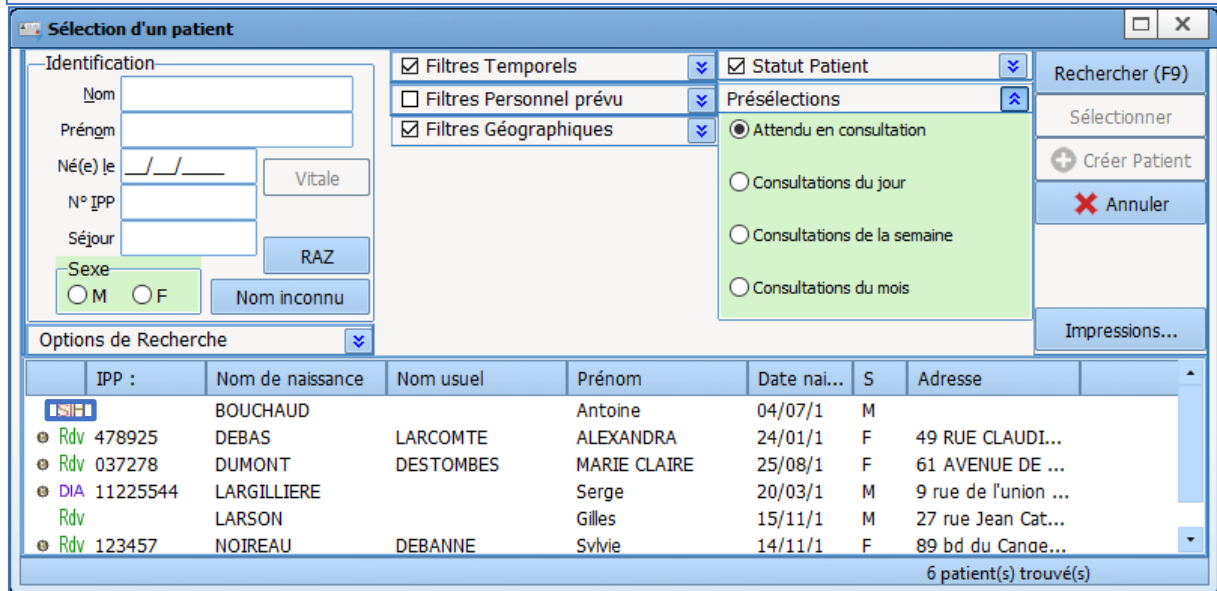 Sélection d'un patient
Identification
Nom
Prénom
Né(e) le __/__/____
Vitale
N° IPP
Séjour
RAZ
Sexe
M F
Nom inconnu
Options de Recherche
Filtres Temporels
Filtres Personnel prévu
Filtres Géographiques
Statut Patient
Présélections
Attendu en consultation
Consultations du jour
Consultations de la semaine
Consultations du mois
Rechercher (F9)
Sélectionner
Créer Patient
Annuler
Impressions...
IPP : Nom de naissance Nom usuel Prénom Date nai... S Adresse
SIH BOUCHAUD Antoine 04/07/1 M
Rdv 478925 DEBAS LARCOMTE ALEXANDRA 24/01/1 F 49 RUE CLAUDI...
Rdv 037278 DUMONT DESTOMBES MARIE CLAIRE 25/08/1 F 61 AVENUE DE ...
DIA 11225544 LARGILLIERE Serge 20/03/1 M 9 rue de l'union ...
Rdv LARSON Gilles 15/11/1 M 27 rue Jean Cat...
Rdv 123457 NOIREAU DEBANNE Sylvie 14/11/1 F 89 bd du Cange...
6 patient(s) trouvé(s)